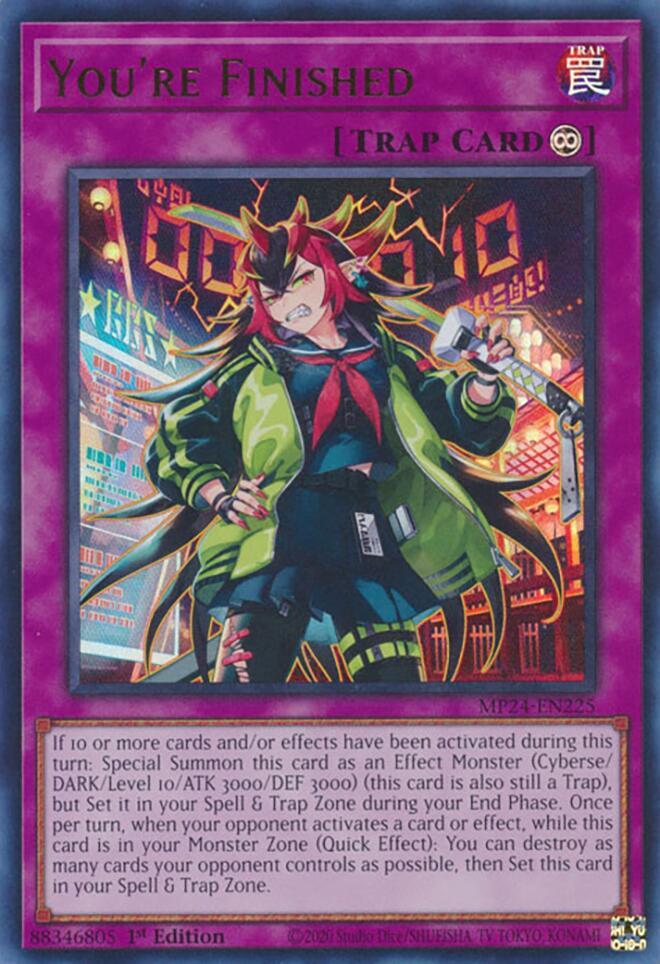 You're Finished
TRAP
罠
[Trap Card]
GKS
MP24-EN225
If 10 or more cards and/or effects have been activated during this
turn: Special Summon this card as an Effect Monster (Cyberse/
DARK/Level 10/ATK 3000/DEF 3000) (this card is also still a Trap),
but Set it in your Spell & Trap Zone during your End Phase. Once
per turn, when your opponent activates a card or effect, while this
card is in your Monster Zone (Quick Effect): You can destroy as
many cards your opponent controls as possible, then Set this card
in your Spell & Trap Zone.
88346805 1st Edition ©2020 Studio Dice/SHUEISHA, TV TOKYO, KONAMI